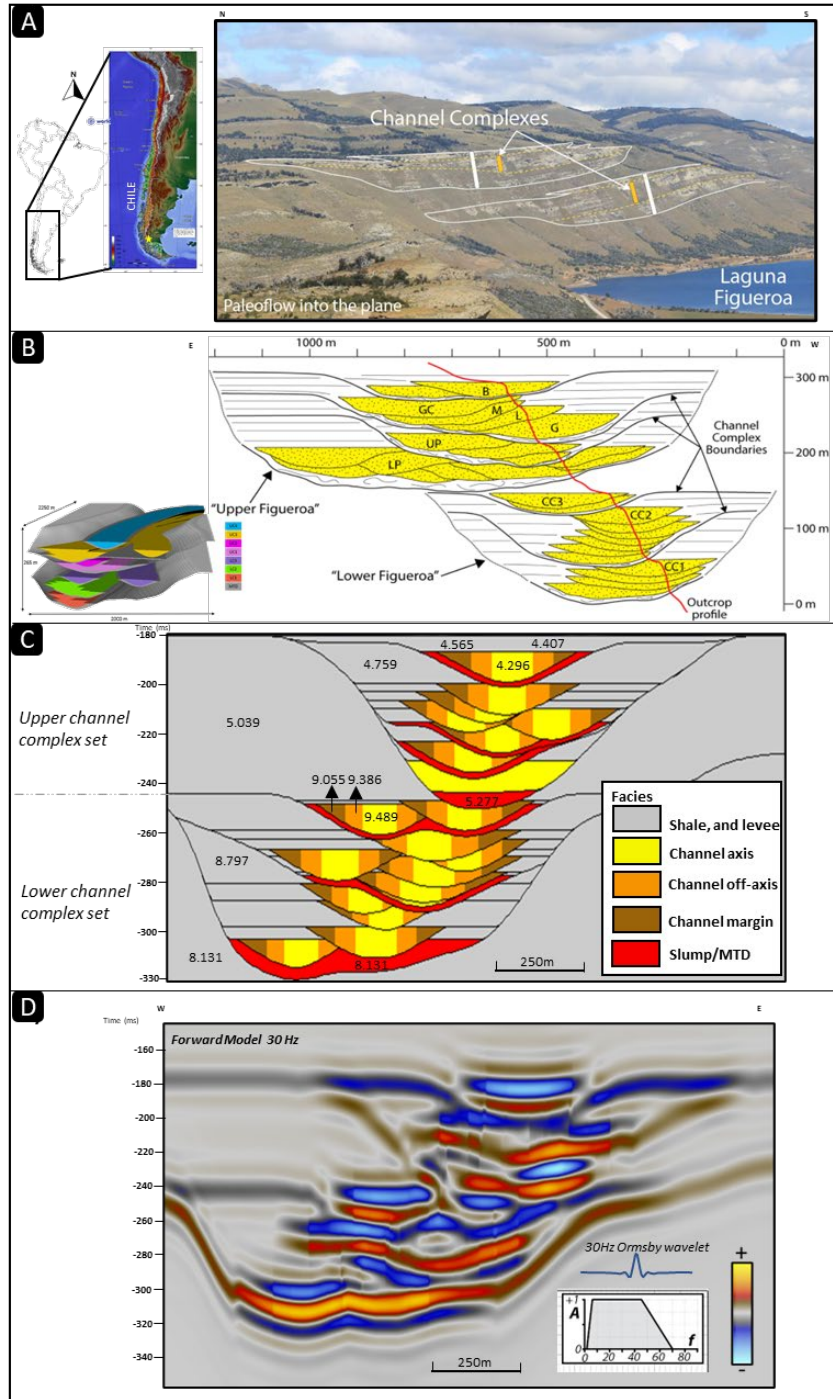 A
N
S
N
CHILE
Channel Complexes
Laguna
Figueroa
Paleoflow into the plane
B
E
1000 m
500 m
0 m
W
300 m
B
GC
M
L
G
Channel
Complex
Boundaries
UP
200 m
LP
"Upper Figueroa"
CC3
CC2
100 m
"Lower Figueroa"
CC1
Outcrop
profile
0 m
C
Time (ms)
-180
4.565
4.407
4.759
4.296
-200
Upper channel
complex set
5.039
-220
-240
9.055
9.386
5.277
9.489
-260
Lower channel
complex set
8.797
-280
-300
8.131
8.131
-330
250m
Facies
Shale, and levee
Channel axis
Channel off-axis
Channel margin
Slump/MTD
D
W
E
Time (ms)
Forward Model 30 Hz
-160
-180
-200
-220
-240
-260
-280
-300
-320
-340
250m
30Hz Ormsby wavelet
+1
A
0
f
0 20 40 60 80
+
-